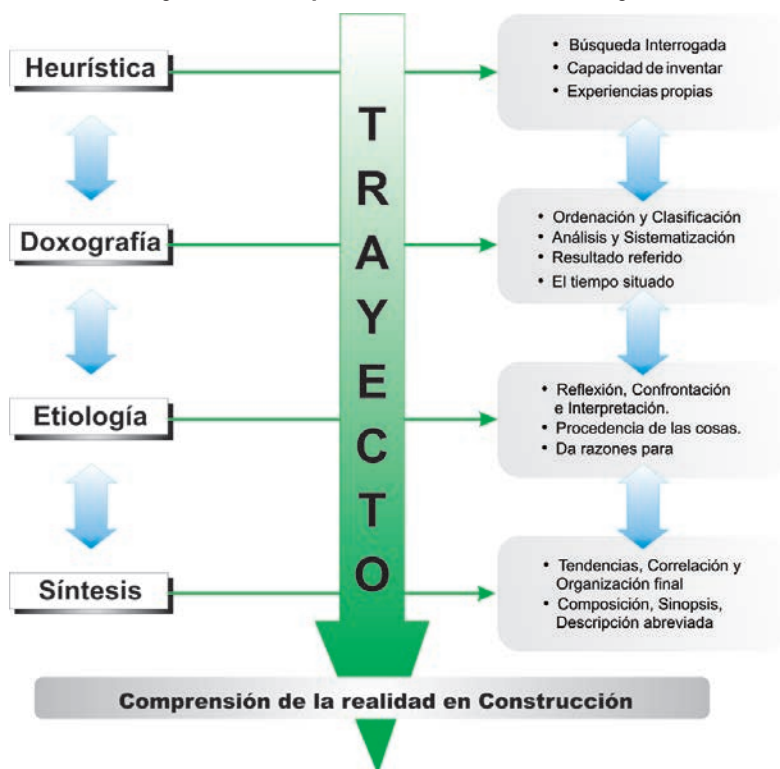 Heurística
• Búsqueda Interrogada
• Capacidad de inventar
• Experiencias propias
TRAYECTO
Doxografía
• Ordenación y Clasificación
• Análisis y Sistematización
• Resultado referido
• El tiempo situado
Etiología
• Reflexión, Confrontación
e Interpretación.
• Procedencia de las cosas.
• Da razones para
Síntesis
• Tendencias, Correlación y
Organización final
• Composición, Sinopsis,
Descripción abreviada
Comprensión de la realidad en Construcción